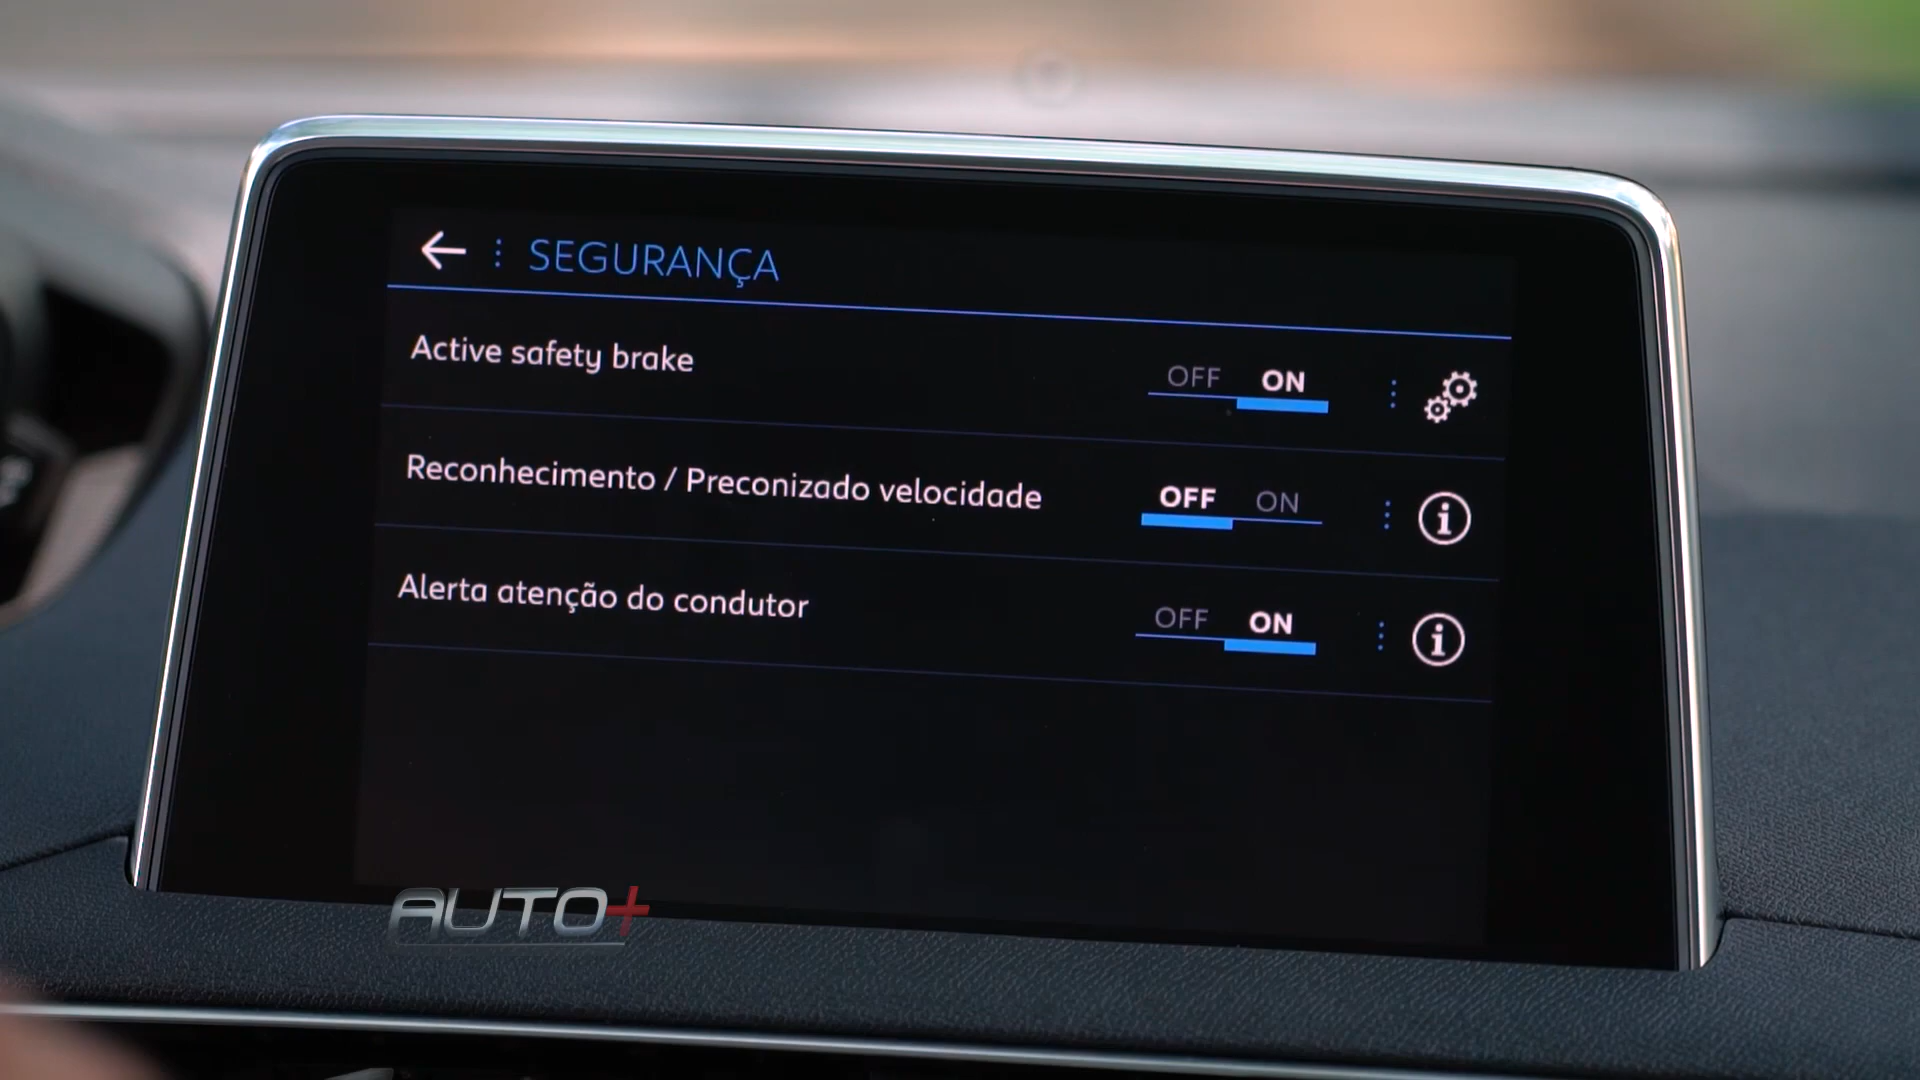 SEGURANÇA
Active safety brake OFF ON
Reconhecimento / Preconizado velocidade OFF ON
Alerta atenção do condutor OFF ON
AUTO+